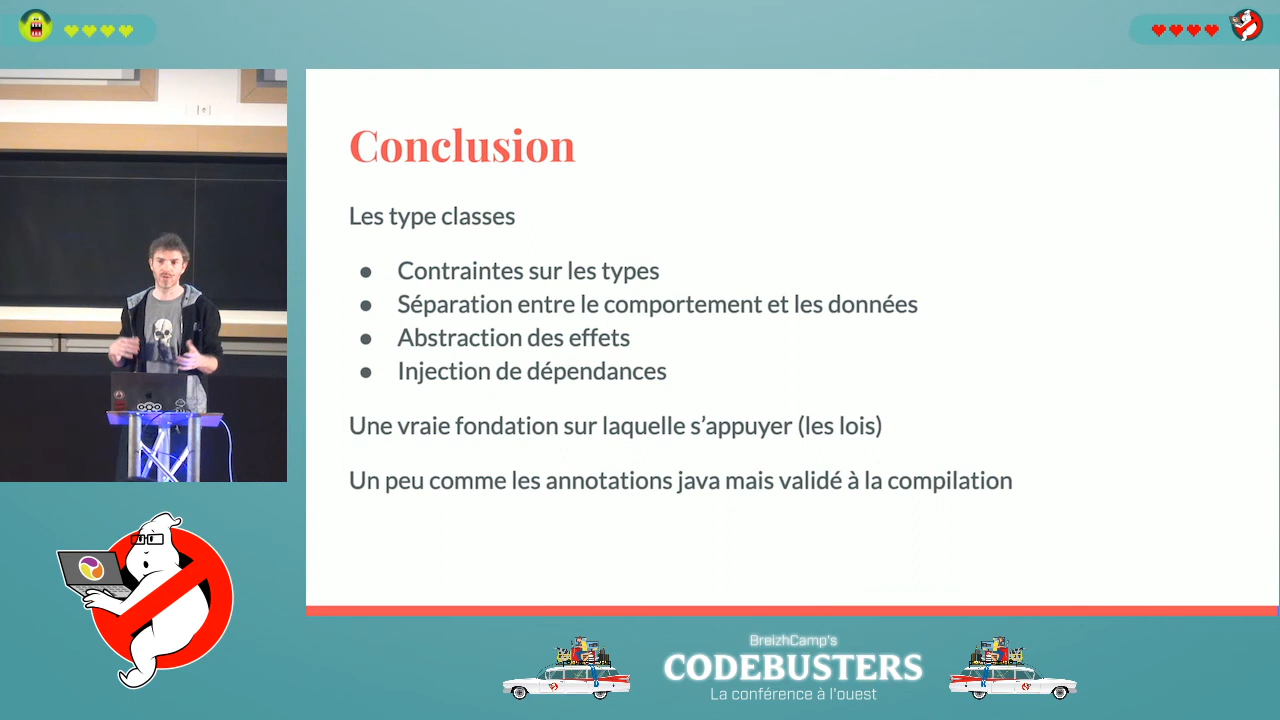 Conclusion
Les type classes
● Contraintes sur les types
● Séparation entre le comportement et les données
● Abstraction des effets
● Injection de dépendances
Une vraie fondation sur laquelle s’appuyer (les lois)
Un peu comme les annotations java mais validé à la compilation
BreizhCamp's
CODEBUSTERS
La conférence à l'ouest